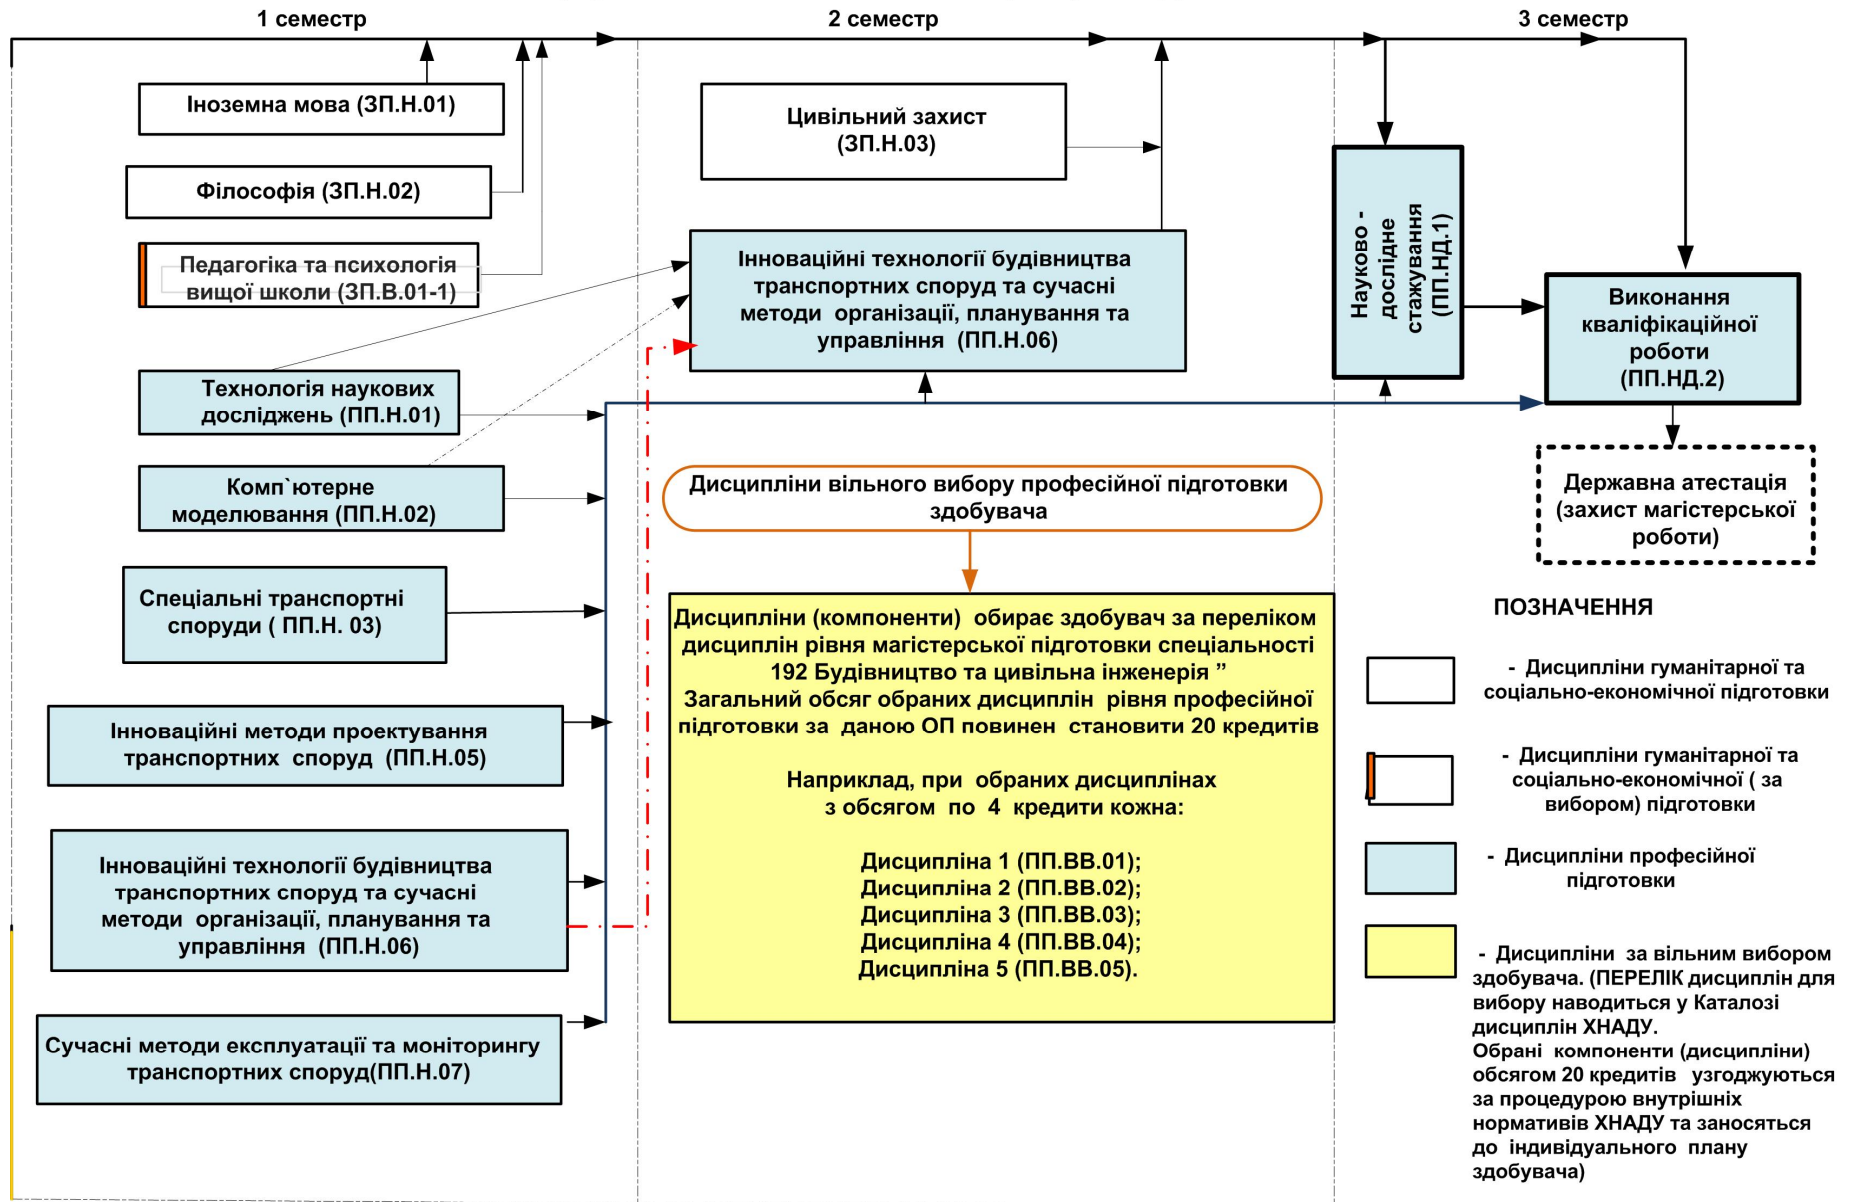 1 семестр
2 семестр
3 семестр
Іноземна мова (ЗП.Н.01)
Філософія (ЗП.Н.02)
Педагогіка та психологія
вищої школи (ЗП.В.01-1)
Технологія наукових
досліджень (ПП.Н.01)
Комп`ютерне
моделювання (ПП.Н.02)
Спеціальні транспортні
споруди ( ПП.Н. 03)
Інноваційні методи проектування
транспортних споруд (ПП.Н.05)
Інноваційні технології будівництва
транспортних споруд та сучасні
методи організації, планування та
управління (ПП.Н.06)
Сучасні методи експлуатації та моніторингу
транспортних споруд(ПП.Н.07)
Цивільний захист
(ЗП.Н.03)
Інноваційні технології будівництва
транспортних споруд та сучасні
методи організації, планування та
управління (ПП.Н.06)
Дисципліни вільного вибору професійної підготовки
здобувача
Дисципліни (компоненти) обирає здобувач за переліком
дисциплін рівня магістерської підготовки спеціальності
192 Будівництво та цивільна інженерія ”
Загальний обсяг обраних дисциплін рівня професійної
підготовки за даною ОП повинен становити 20 кредитів
Наприклад, при обраних дисциплінах
з обсягом по 4 кредити кожна:
Дисципліна 1 (ПП.ВВ.01);
Дисципліна 2 (ПП.ВВ.02);
Дисципліна 3 (ПП.ВВ.03);
Дисципліна 4 (ПП.ВВ.04);
Дисципліна 5 (ПП.ВВ.05).
Науково -
дослідне
стажування
(ПП.НД.1)
Виконання
кваліфікаційної
роботи
(ПП.НД.2)
Державна атестація
(захист магістерської
роботи)
ПОЗНАЧЕННЯ
- Дисципліни гуманітарної та
соціально-економічної підготовки
- Дисципліни гуманітарної та
соціально-економічної ( за
вибором) підготовки
- Дисципліни професійної
підготовки
- Дисципліни за вільним вибором
здобувача. (ПЕРЕЛІК дисциплін для
вибору наводиться у Каталозі
дисциплін ХНАДУ.
Обрані компоненти (дисципліни)
обсягом 20 кредитів узгоджуються
за процедурою внутрішніх
нормативів ХНАДУ та заносяться
до індивідуального плану
здобувача)